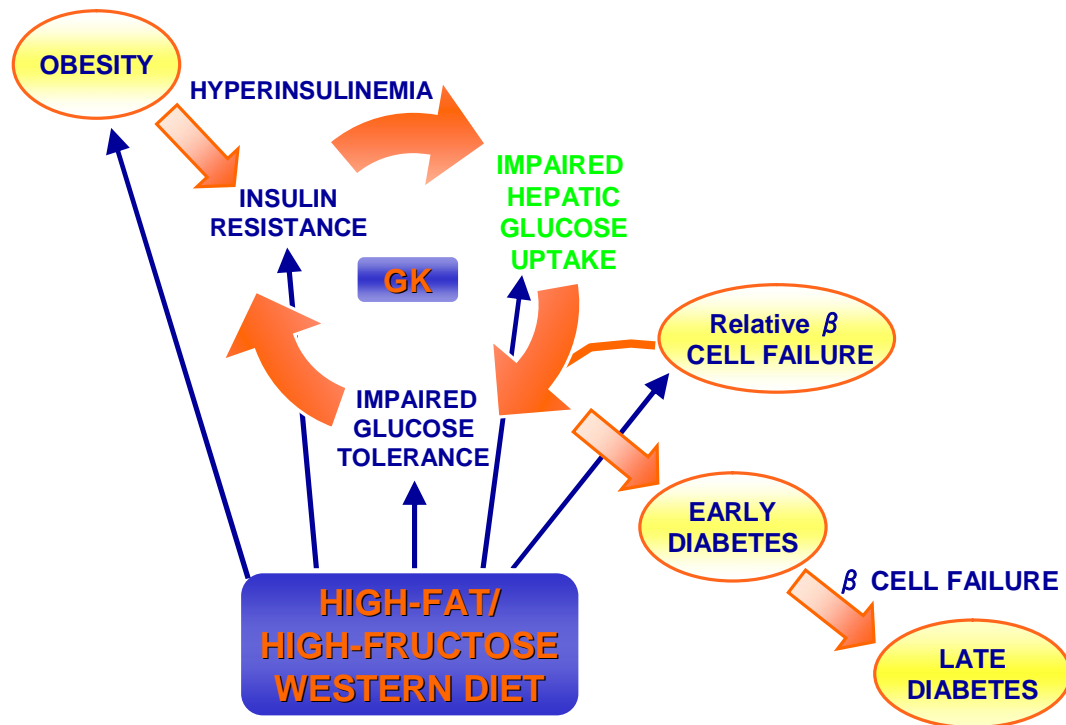 OBESITY
HYPERINSULINEMIA
IMPAIRED
HEPATIC
GLUCOSE
UPTAKE
INSULIN
RESISTANCE
GK
Relative β
CELL FAILURE
IMPAIRED
GLUCOSE
TOLERANCE
EARLY
DIABETES
β CELL FAILURE
HIGH-FAT/
HIGH-FRUCTOSE
WESTERN DIET
LATE
DIABETES